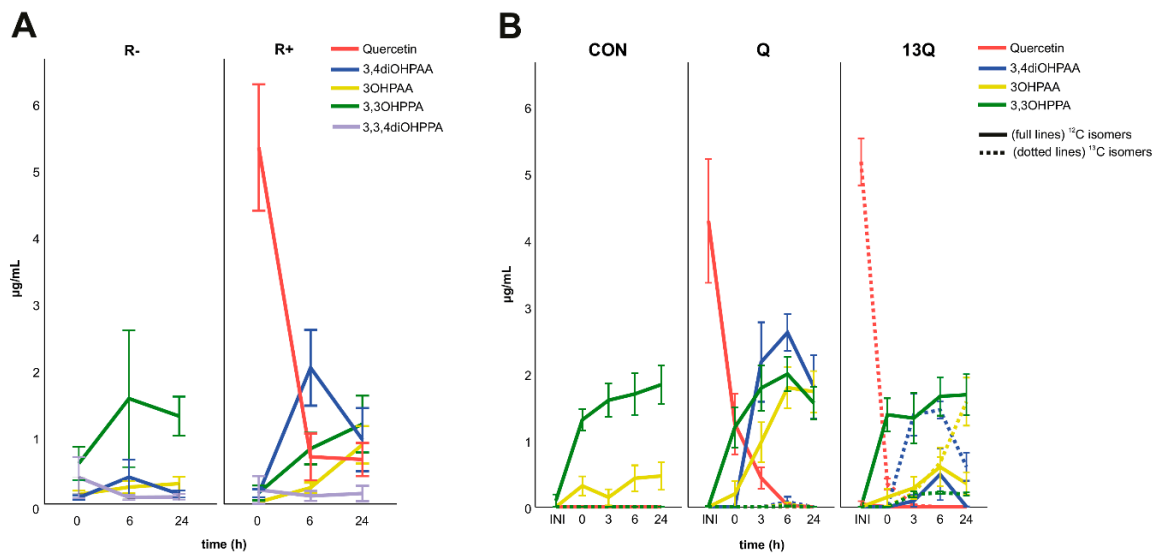 A
R-
R+
Quercetin
3,4diOHPAA
3OHPAA
3,3OHPPA
3,3,4diOHPPA
µg/mL
6
5
4
3
2
1
0
0 6 24
0 6 24
time (h)
B
CON
Q
13Q
Quercetin
3,4diOHPAA
3OHPAA
3,3OHPPA
(full lines) ¹²C isomers
(dotted lines) ¹³C isomers
µg/mL
6
5
4
3
2
1
0
INI 0 3 6 24
INI 0 3 6 24
INI 0 3 6 24
time (h)